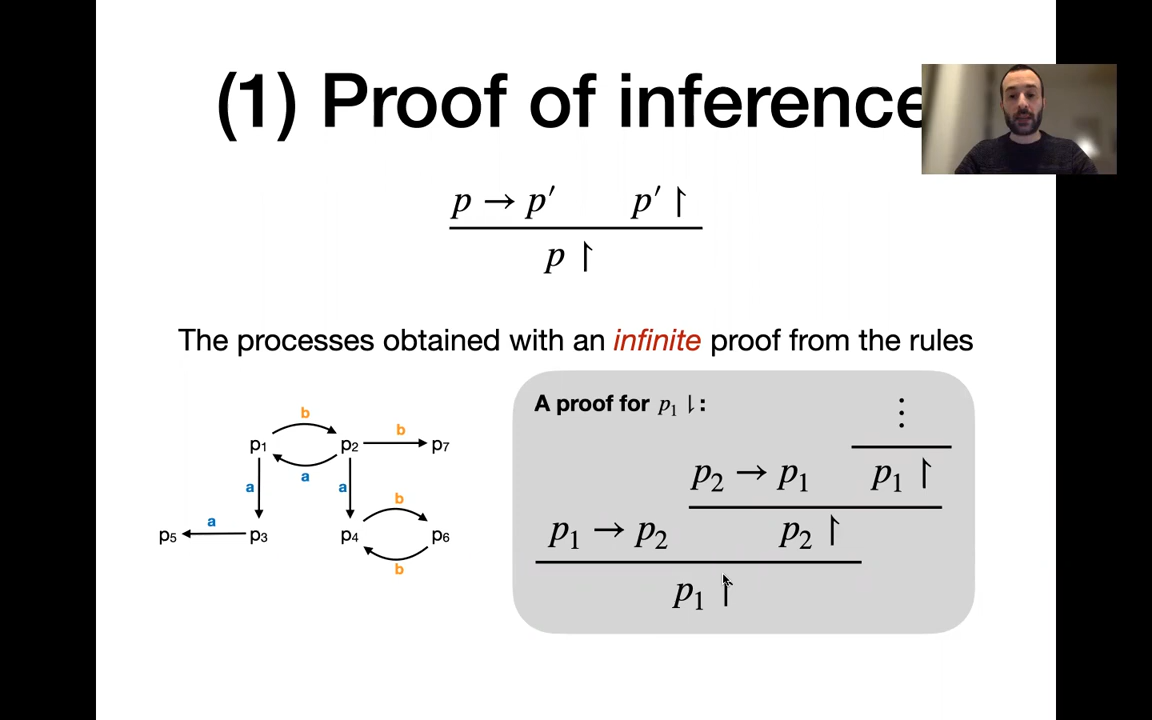 (1) Proof of inference
p → p′ p′ ↾
p ↾
The processes obtained with an infinite proof from the rules
A proof for p₁ ⇂:
⋮
p₂ → p₁ p₁ ↾
p₁ → p₂ p₂ ↾
p₁ ↾
b
p₁ p₂ b p₇
a
a a
b
p₅ a p₃ p₄ p₆
b